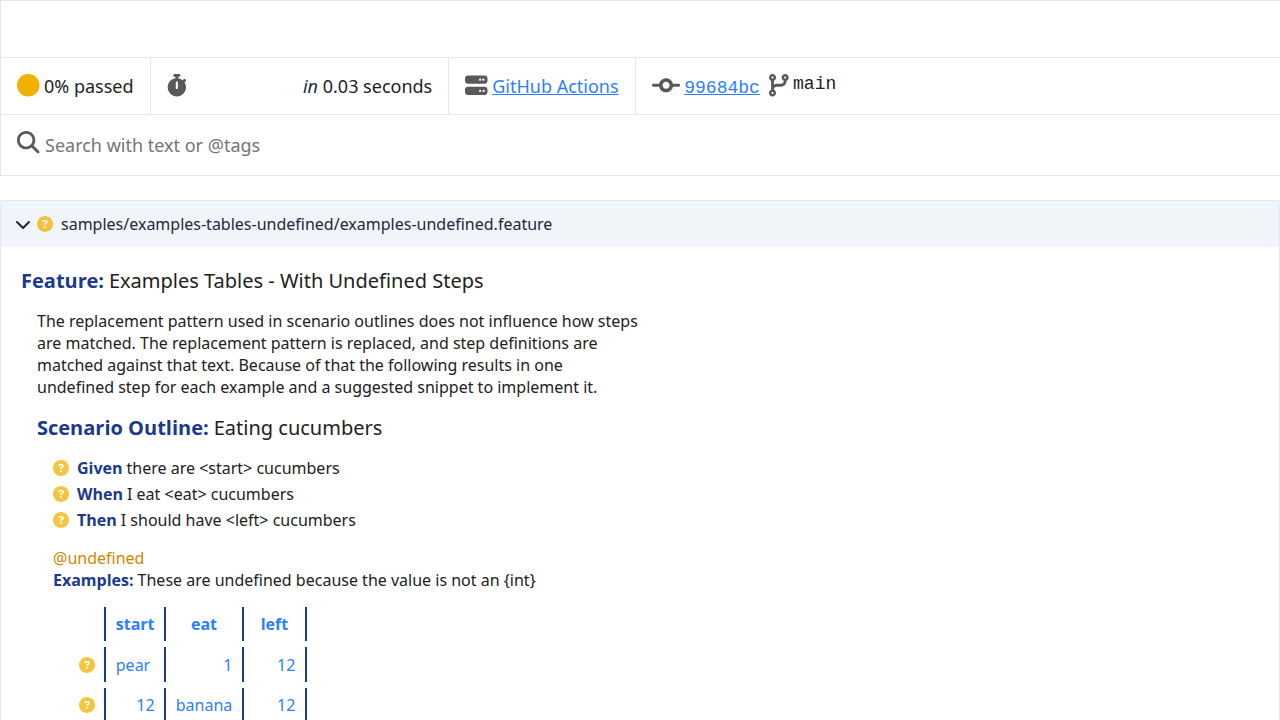 0% passed in 0.03 seconds GitHub Actions 99684bc main
Search with text or @tags
samples/examples-tables-undefined/examples-undefined.feature
Feature: Examples Tables - With Undefined Steps
The replacement pattern used in scenario outlines does not influence how steps
are matched. The replacement pattern is replaced, and step definitions are
matched against that text. Because of that the following results in one
undefined step for each example and a suggested snippet to implement it.
Scenario Outline: Eating cucumbers
? Given there are <start> cucumbers
? When I eat <eat> cucumbers
? Then I should have <left> cucumbers
@undefined
Examples: These are undefined because the value is not an {int}
start eat left
? pear 1 12
? 12 banana 12